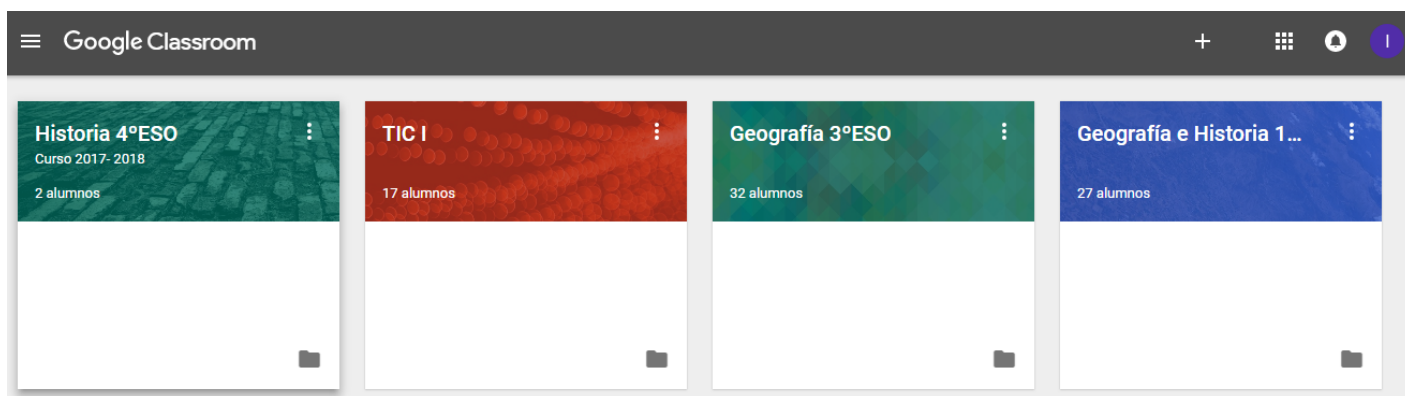 Google Classroom
I
Historia 4ºESO
Curso 2017- 2018
2 alumnos
TIC I
17 alumnos
Geografía 3ºESO
32 alumnos
Geografía e Historia 1...
27 alumnos